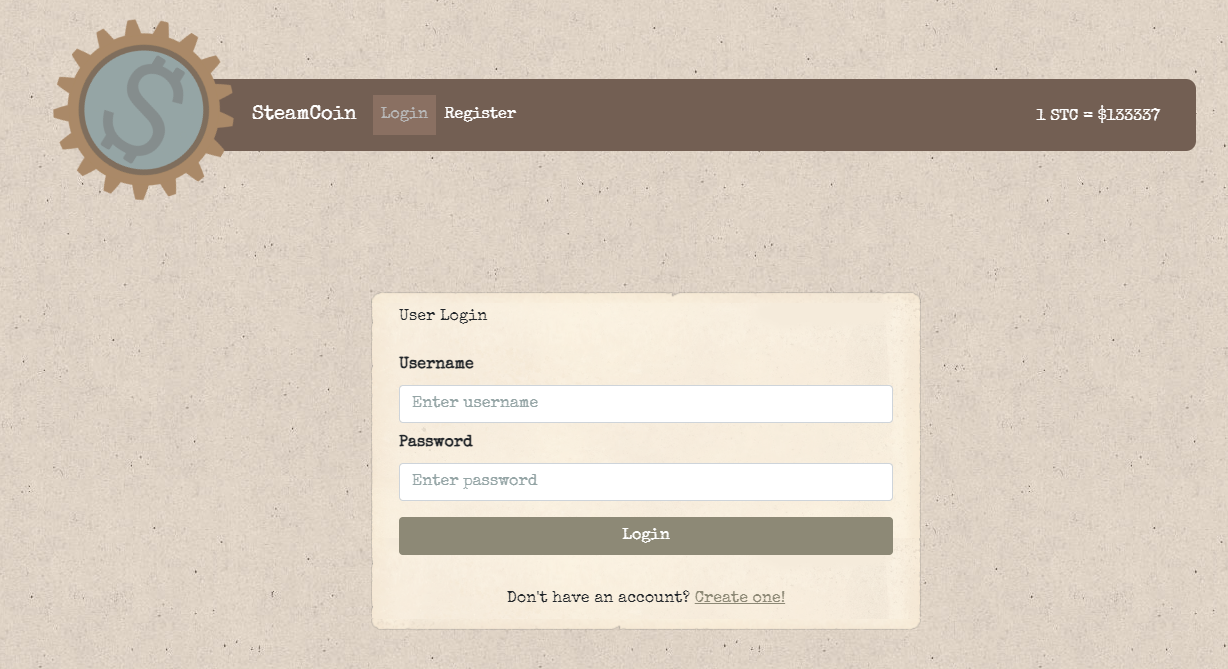 SteamCoin Login Register 1 STC = $133337
User Login
Username
Enter username
Password
Enter password
Login
Don't have an account? Create one!